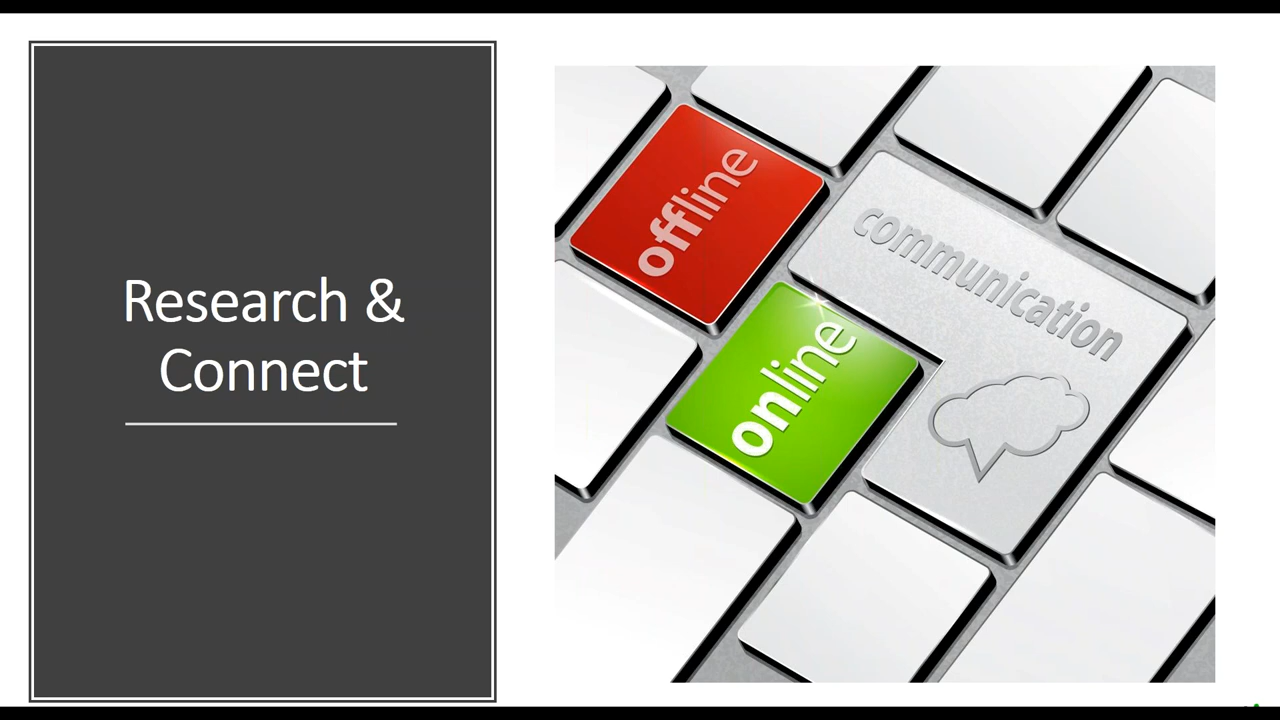 Research &
Connect
offline
communication
online